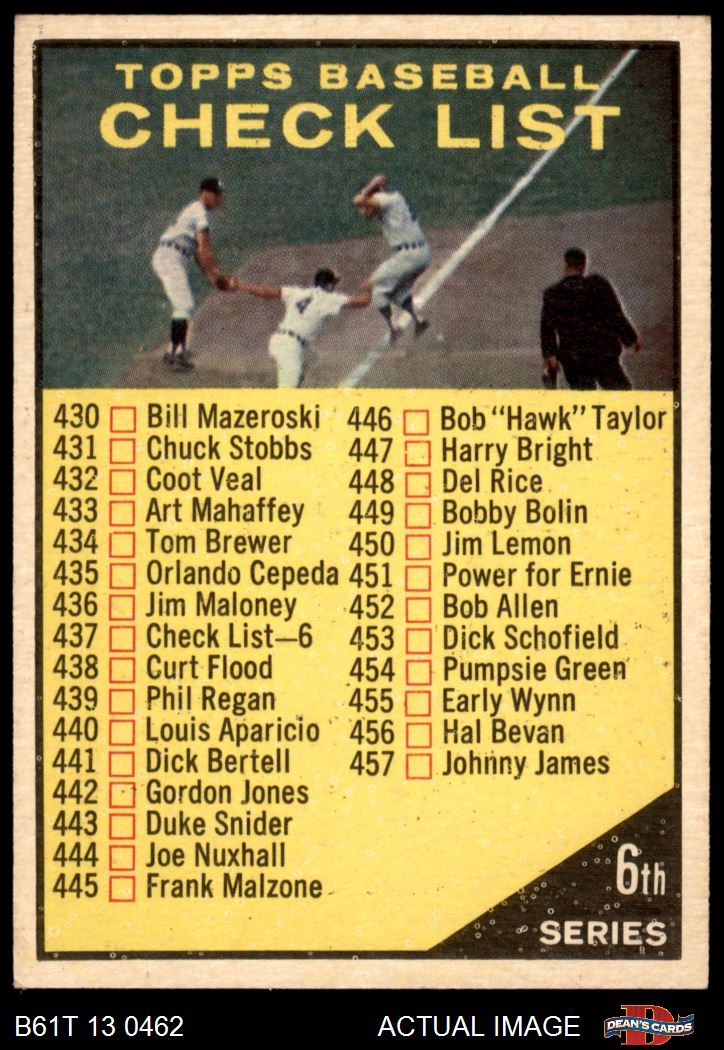 TOPPS BASEBALL
CHECK LIST
4
430 Bill Mazeroski
431 Chuck Stobbs
432 Coot Veal
433 Art Mahaffey
434 Tom Brewer
435 Orlando Cepeda
436 Jim Maloney
437 Check List—6
438 Curt Flood
439 Phil Regan
440 Louis Aparicio
441 Dick Bertell
442 Gordon Jones
443 Duke Snider
444 Joe Nuxhall
445 Frank Malzone
446 Bob "Hawk" Taylor
447 Harry Bright
448 Del Rice
449 Bobby Bolin
450 Jim Lemon
451 Power for Ernie
452 Bob Allen
453 Dick Schofield
454 Pumpsie Green
455 Early Wynn
456 Hal Bevan
457 Johnny James
6th
SERIES
B61T 13 0462
ACTUAL IMAGE
D
DEAN'S CARDS